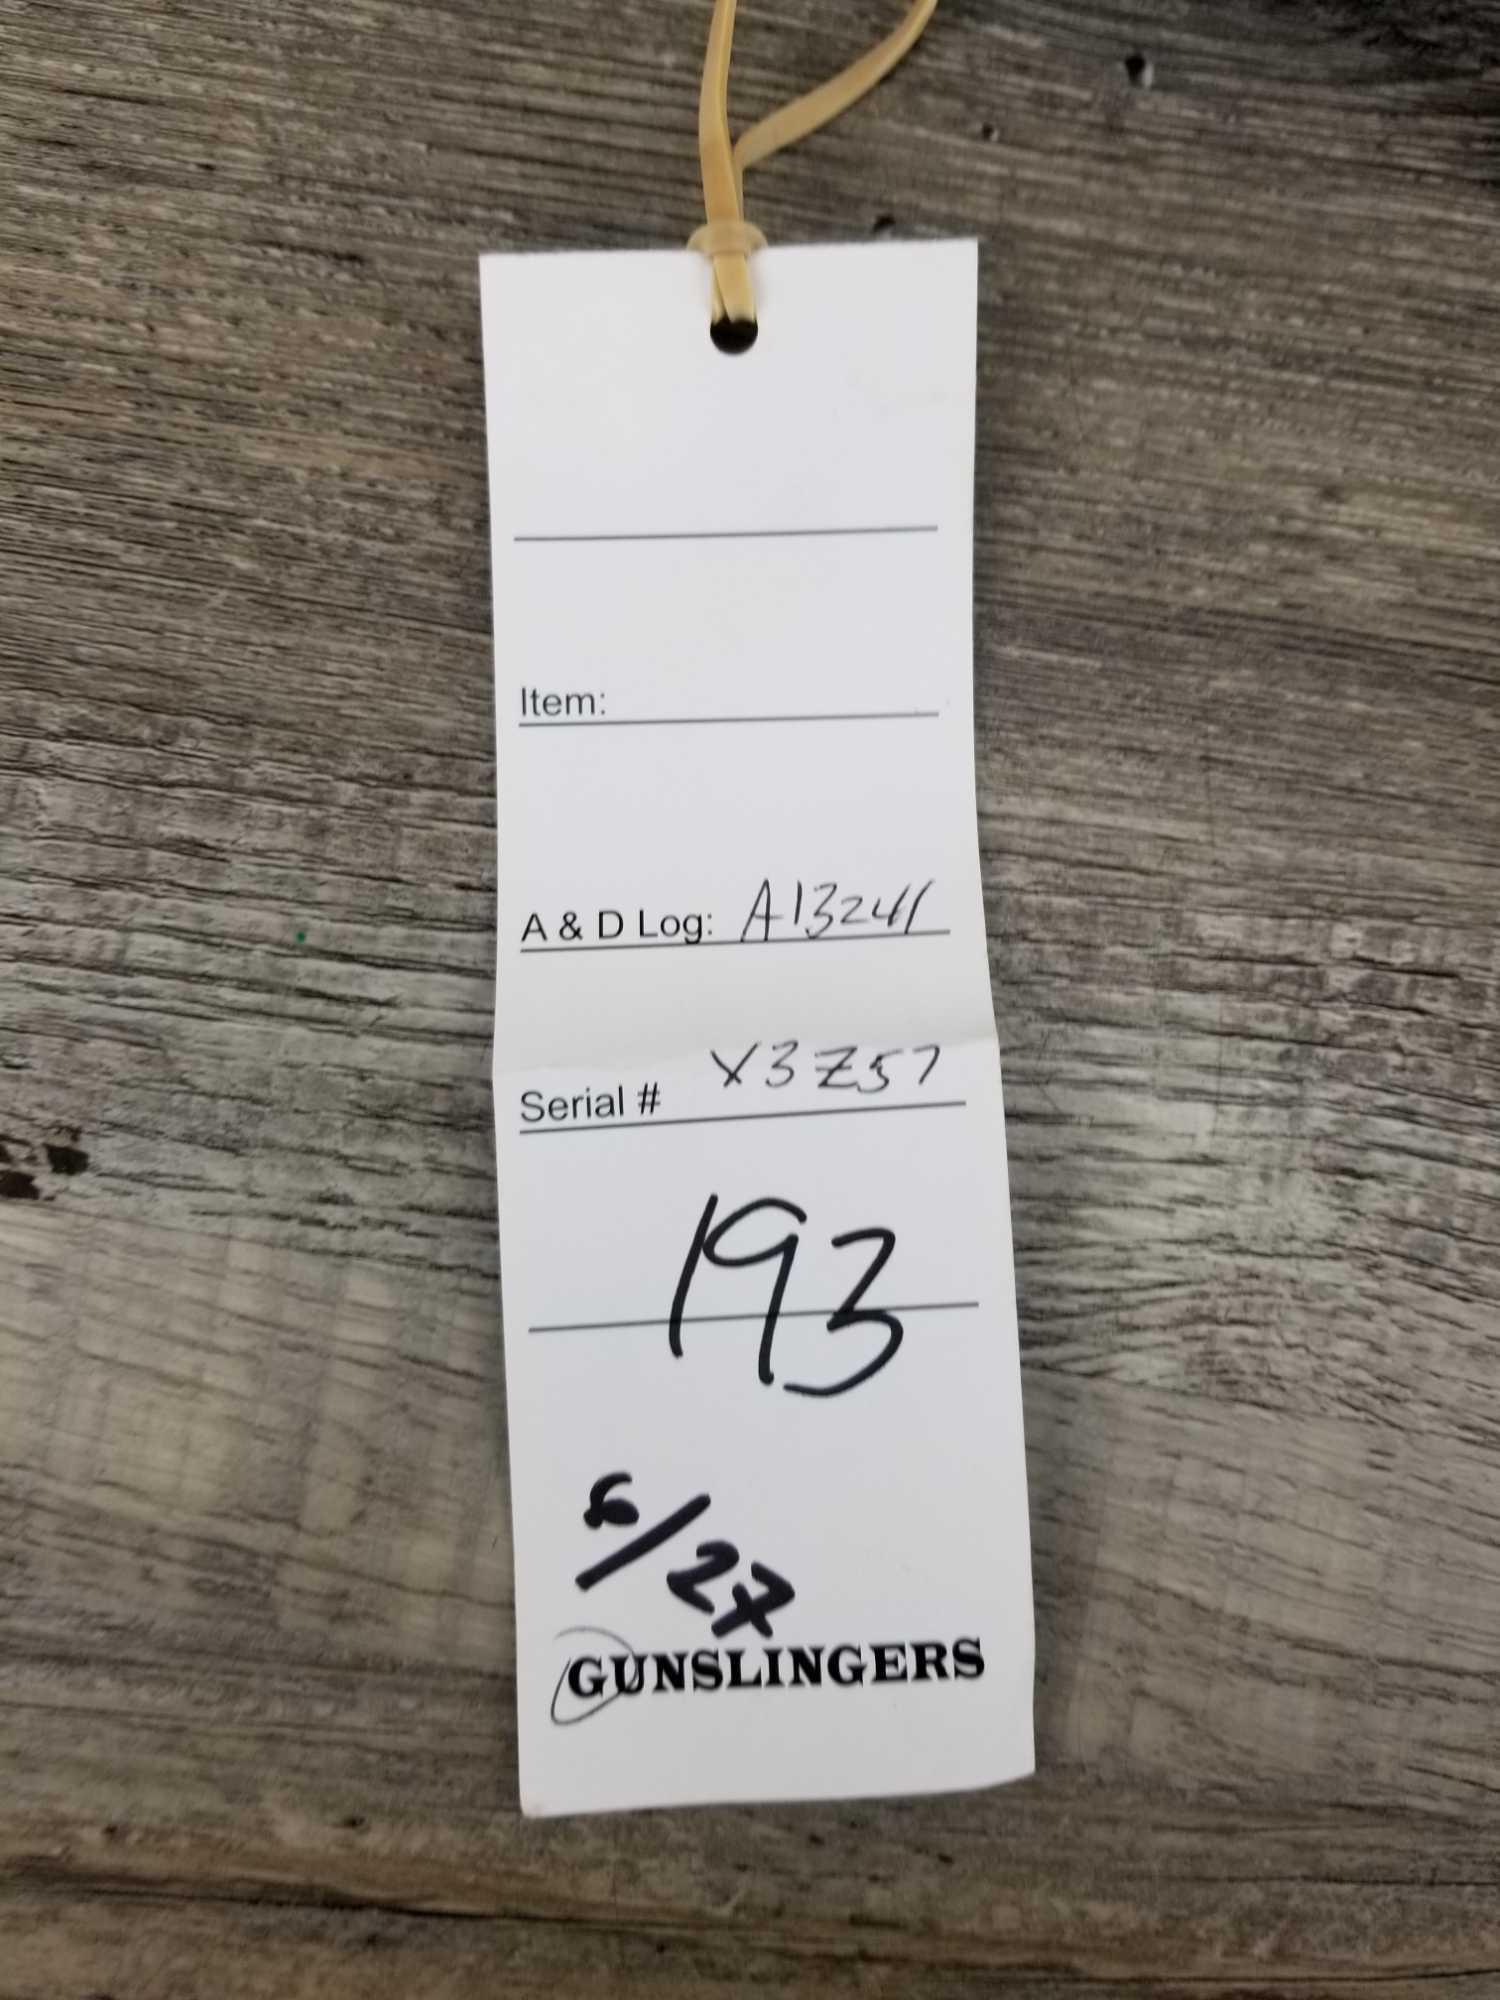 Item:
A & D Log: A13241
Serial # X3Z57
193
6/27
GUNSLINGERS